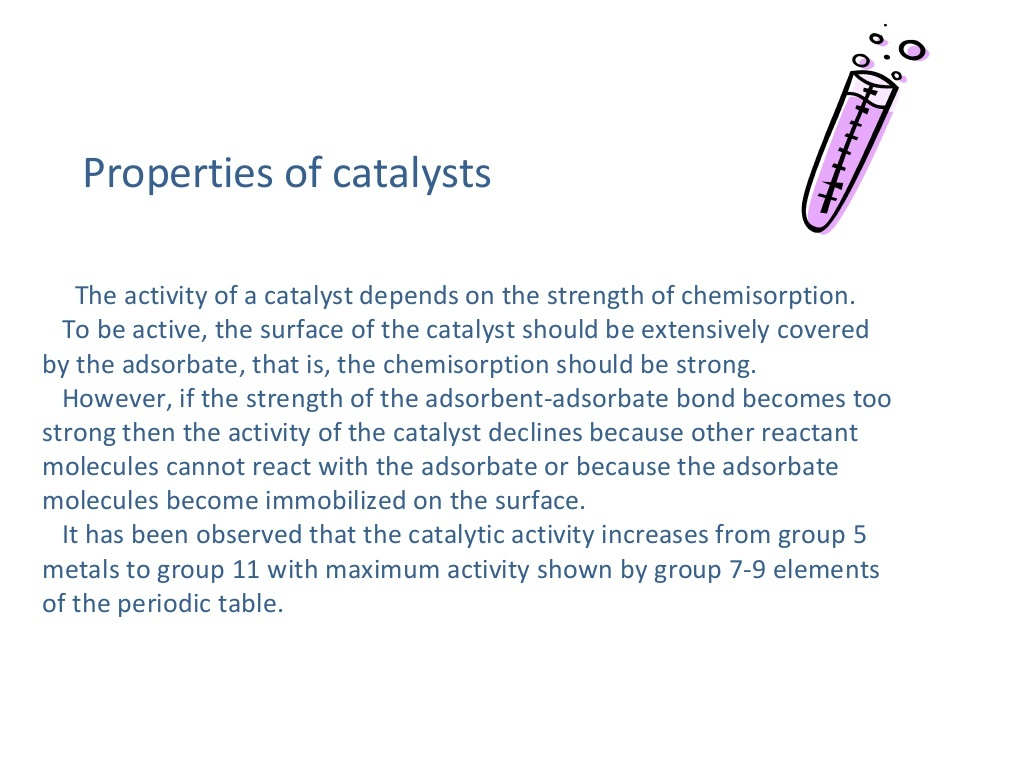 Properties of catalysts
The activity of a catalyst depends on the strength of chemisorption.
To be active, the surface of the catalyst should be extensively covered
by the adsorbate, that is, the chemisorption should be strong.
However, if the strength of the adsorbent-adsorbate bond becomes too
strong then the activity of the catalyst declines because other reactant
molecules cannot react with the adsorbate or because the adsorbate
molecules become immobilized on the surface.
It has been observed that the catalytic activity increases from group 5
metals to group 11 with maximum activity shown by group 7-9 elements
of the periodic table.